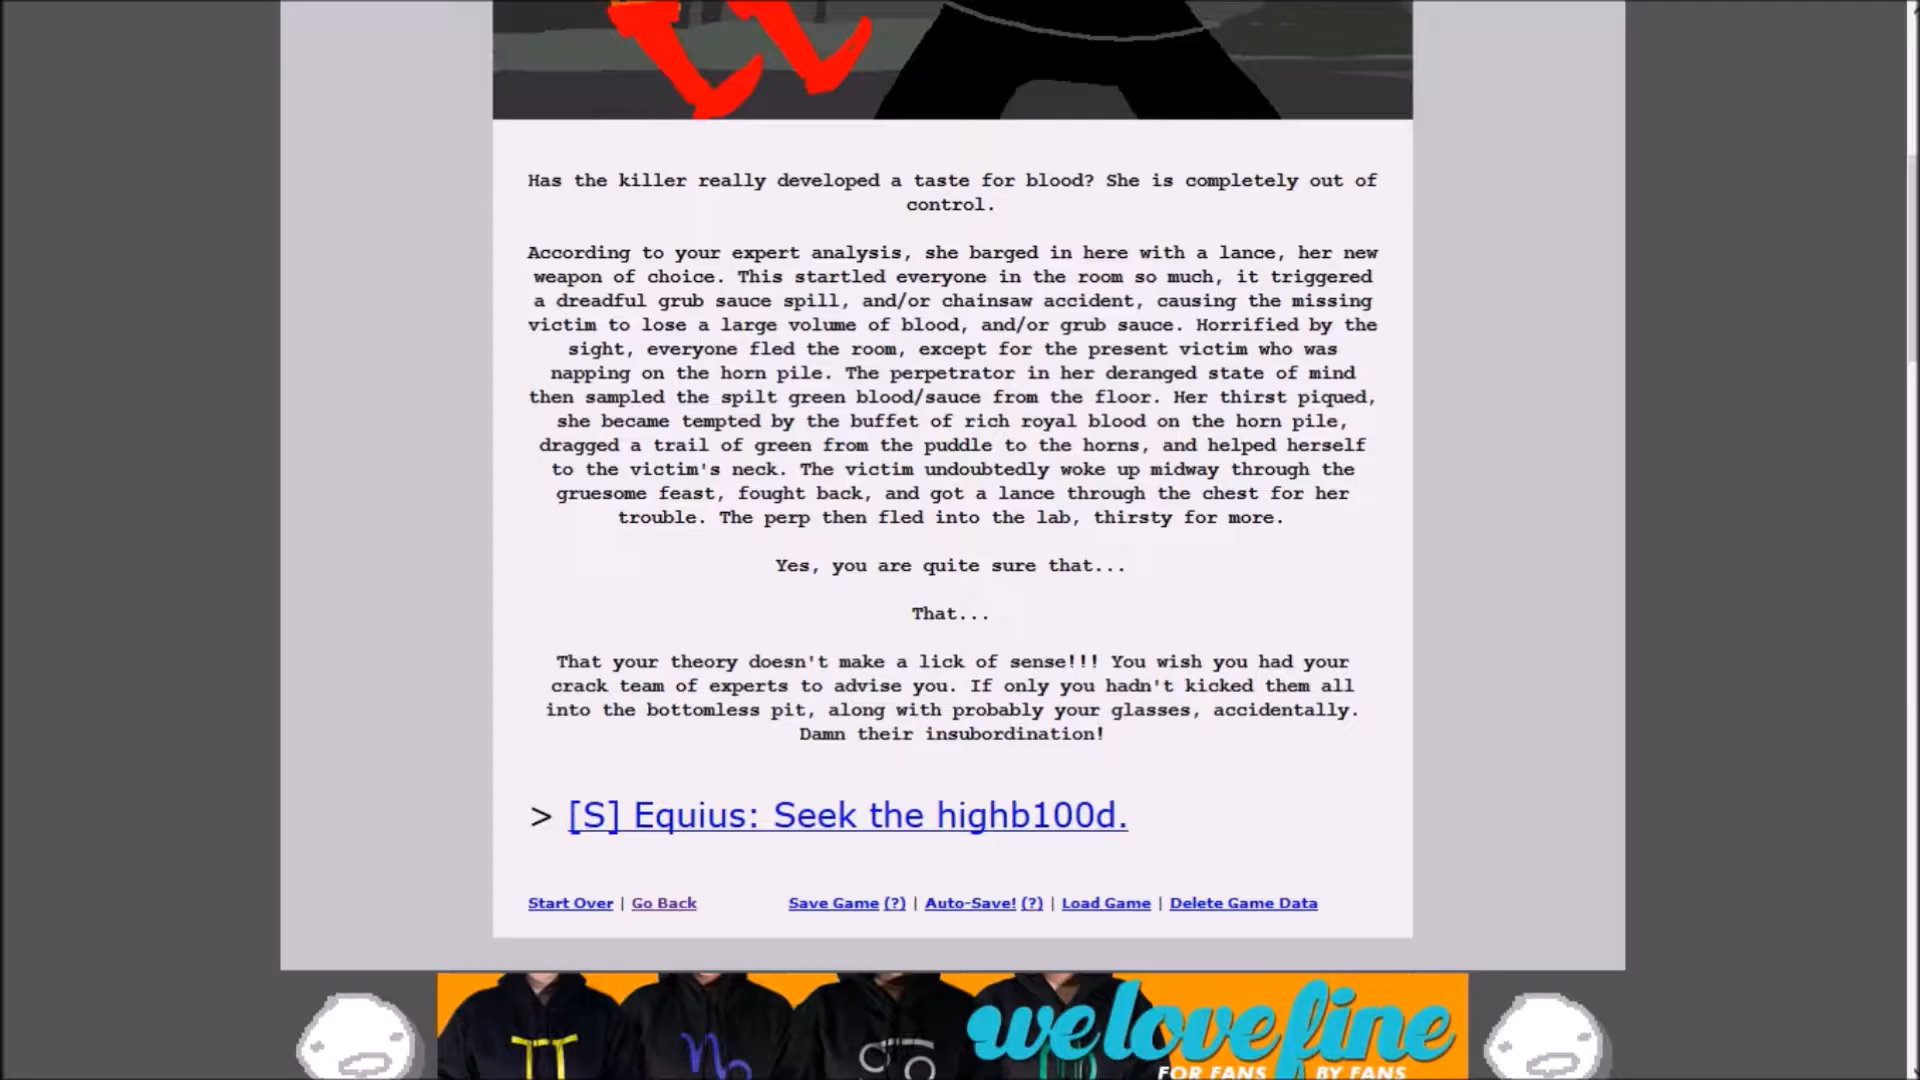 Has the killer really developed a taste for blood? She is completely out of
control.
According to your expert analysis, she barged in here with a lance, her new
weapon of choice. This startled everyone in the room so much, it triggered
a dreadful grub sauce spill, and/or chainsaw accident, causing the missing
victim to lose a large volume of blood, and/or grub sauce. Horrified by the
sight, everyone fled the room, except for the present victim who was
napping on the horn pile. The perpetrator in her deranged state of mind
then sampled the spilt green blood/sauce from the floor. Her thirst piqued,
she became tempted by the buffet of rich royal blood on the horn pile,
dragged a trail of green from the puddle to the horns, and helped herself
to the victim's neck. The victim undoubtedly woke up midway through the
gruesome feast, fought back, and got a lance through the chest for her
trouble. The perp then fled into the lab, thirsty for more.
Yes, you are quite sure that...
That...
That your theory doesn't make a lick of sense!!! You wish you had your
crack team of experts to advise you. If only you hadn't kicked them all
into the bottomless pit, along with probably your glasses, accidentally.
Damn their insubordination!
> [S] Equius: Seek the highb100d.
Start Over | Go Back Save Game (?) | Auto-Save! (?) | Load Game | Delete Game Data
welovefine
FOR FANS BY FANS